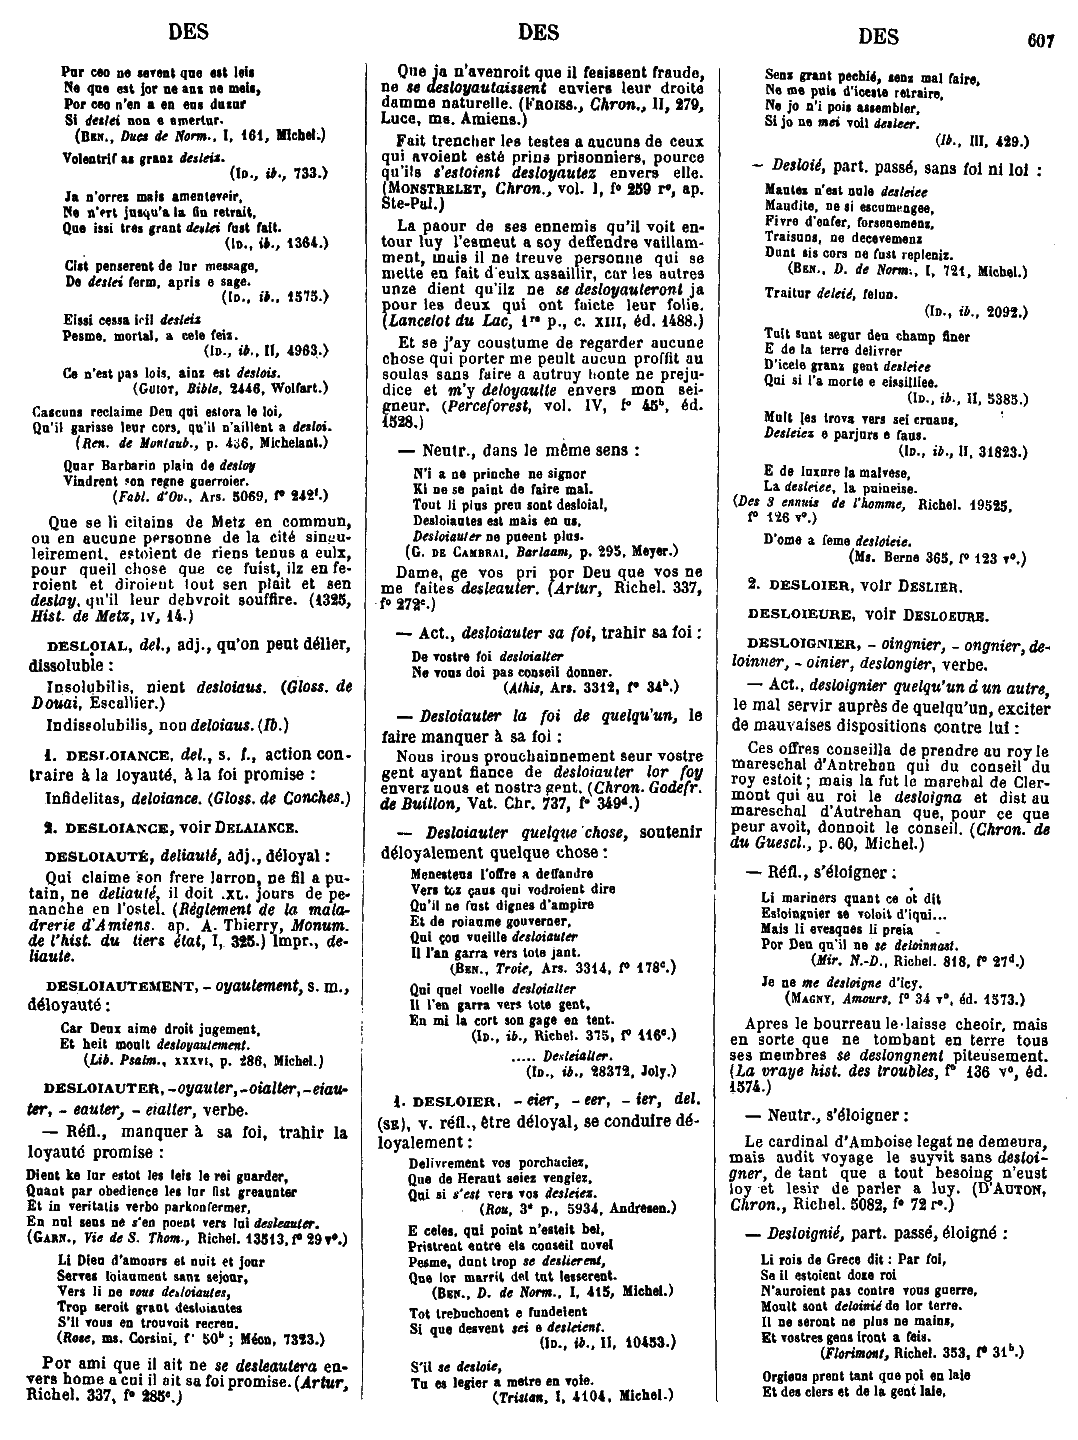 DES
DES
DES
607
Pur ceo ne sevent que est leis
Ne que est jor ne anz ne meis,
Por ceo n'en a en eus dusur
Si deslei non e amertur.
(BEN., Ducs de Norm., I, 161, Michel.)
Volentrif as granz desleiz.
(ID., ib., 733.)
Ja n'orrez mais amenteveir,
Ne n'ert jusqu'a la fin retrait,
Que issi tres grant deslei fust fait.
(ID., ib., 1364.)
Cist penserent de lur message,
De deslei ferm, apris e sage.
(ID., ib., 1575.)
Eissi cessa icil desleiz
Pesme, mortal, a cele feiz.
(ID., ib., II, 4963.)
Ce n'est pas lois, ainz est deslois.
(GUIOT, Bible, 2446, Wolfart.)
Cascuns reclaime Deu qui estora le loi,
Qu'il garisse leur cors, qu'il n'aillent a desloi.
(Ren. de Montaub., p. 436, Michelant.)
Quar Barbarin plain de desloy
Vindrent son regne guerroier.
(Fabl. d'Ov., Ars. 5069, f° 242f.)
Que se li citains de Metz en commun,
ou en aucune personne de la cité singu-
leirement, estoient de riens tenus a eulx,
pour queil chose que ce fuist, ilz en fe-
roient et diroient tout sen plait et sen
deslay, qu'il leur debvroit souffire. (1325,
Hist. de Metz, IV, 14.)
DESLOIAL, del., adj., qu'on peut délier,
dissoluble :
Insolubilis, nient desloiaus. (Gloss. de
Douai, Escallier.)
Indissolubilis, non deloiaus. (Ib.)
1. DESLOIANCE, del., s. f., action con-
traire à la loyauté, à la foi promise :
Infidelitas, deloiance. (Gloss. de Conches.)
2. DESLOIANCE, voir DELAIANCE.
DESLOIAUTÉ, deliauté, adj., déloyal :
Qui claime son frere larron, ne fil a pu-
tain, ne deliauté, il doit .XL. jours de pe-
nanche en l'ostel. (Réglement de la mala-
drerie d'Amiens. ap. A. Thierry, Monum.
de l'hist. du tiers état, I, 325.) Impr., de-
liaute.
DESLOIAUTEMENT, - oyaulement, s. m.,
déloyauté :
Car Deux aime droit jugement,
Et heit moult desloyautement.
(Lib. Psalm., XXXVI, p. 286, Michel.)
DESLOIAUTER, -oyauter, -oialter, -eiau-
ter, - eauter, - eialter, verbe.
— Réfl., manquer à sa foi, trahir la
loyauté promise :
Dient ke lur estot les leis le rei guarder,
Quant par obedience les lur fist greaunter
Et in veritatis verbo parkonfermer,
En nul sens ne s'en poent vers lui desleauter.
(GARN., Vie de S. Thom., Richel. 13513, f° 29 v°.)
Li Dieu d'amours et nuit et jour
Serves loiaument sanz sejour,
Vers li ne vous desloiautes,
Trop seroit grant desloiautes
S'il vous en trouvoit recreu.
(Rose, ms. Corsini, f° 50b ; Méon, 7323.)
Por ami que il ait ne se desleautera en-
vers home a cui il ait sa foi promise. (Artur,
Richel. 337, f° 285c.)
Que ja n'avenroit que il fesissent fraude,
ne se desloyautaissent enviers leur droite
damme naturelle. (FROISS., Chron., II, 279,
Luce, ms. Amiens.)
Fait trencher les testes a aucuns de ceux
qui avoient esté prins prisonniers, pource
qu'ils s'estoient desloyautez envers elle.
(MONSTRELET, Chron., vol. I, f° 259 r°, ap.
Ste-Pal.)
La paour de ses ennemis qu'il voit en-
tour luy l'esmeut a soy deffendre vaillam-
ment, mais il ne treuve personne qui se
mette en fait d'eulx assaillir, car les autres
unze dient qu'ilz ne se desloyauteront ja
pour les deux qui ont faicte leur folie.
(Lancelot du Lac, 1re p., c. XIII, éd. 1488.)
Et se j'ay coustume de regarder aucune
chose qui porter me peult aucun proffit au
soulas sans faire a autruy honte ne preju-
dice et m'y deloyaulte envers mon sei-
gneur. (Perceforest, vol. IV, f° 45b, éd.
1528.)
— Neutr., dans le même sens :
N'i a ne prinche ne signor
Ki ne se paint de faire mal.
Tout li plus preu sont desloial,
Desloiautes est mais en us,
Desloiauter ne pueent plus.
(G. DE CAMBRAI, Barlaam, p. 295, Meyer.)
Dame, ge vos pri por Deu que vos ne
me faites desleauter. (Artur, Richel. 337,
f° 272c.)
— Act., desloiauter sa foi, trahir sa foi :
De vostre foi desloialter
Ne vous doi pas conseil donner.
(Athis, Ars. 3312, f° 34b.)
— Desloiauter la foi de quelqu'un, le
faire manquer à sa foi :
Nous irous prouchainnement seur vostre
gent ayant fiance de desloiauter lor foy
enverz nous et nostre gent. (Chron. Godefr.
de Buillon, Vat. Chr. 737, f° 349d.)
— Desloiauter quelque chose, soutenir
déloyalement quelque chose :
Menesteus l'offre a deffandre
Vers toz çaus qui vodroient dire
Qu'il ne fust dignes d'ampire
Et de roiaume gouverner,
Qui çou vueille desloiauter
Il l'an garra vers tote jant.
(BEN., Troie, Ars. 3314, f° 178c.)
Qui quel voelle desloialter
Il l'en garra vers tote gent,
En mi la cort son gage en tent.
(ID., ib., Richel. 375, f° 116c.)
..... Desleialter.
(ID., ib., 28372, Joly.)
1. DESLOIER, - eier, - eer, - ier, del.
(SE), v. réfl., être déloyal, se conduire dé-
loyalement :
Delivrement vos porchaciez,
Que de Heraut seiez vengiez,
Qui si s'est vers vos desleiez.
(Rou, 3e p., 5934, Andresen.)
E celes, qui point n'esteit bel,
Pristrent entre els conseil novel
Pesme, dunt trop se deslierent,
Que lor marrit del tut lesserent.
(BEN., D. de Norm., I, 415, Michel.)
Tot trebuchoent e fundeient
Si que desvent sei e desleient.
(ID., ib., II, 10453.)
S'il se desloie,
Tu es legier a metre en voie.
(Tristan, I, 4104, Michel.)
Senz grant pechié, senz mal faire,
Ne me puis d'iceste retraire,
Ne jo n'i pois assembler,
Si jo ne mei voil desleer.
(Ib., III, 429.)
— Desloié, part. passé, sans foi ni loi :
Mautez n'est nule desleiee
Maudite, ne si escumengee,
Fivre d'enfer, forsenemenz,
Traisuns, ne decevemenz
Dunt sis cors ne fust repleniz.
(BEN., D. de Norm., I, 721, Michel.)
Traitur deleié, felun.
(ID., ib., 2092.)
Tuit sunt segur deu champ finer
E de la terre delivrer
D'icele granz gent desleiee
Qui si l'a morte e eissilliee.
(ID., ib., II, 5385.)
Mult les trova vers sei cruaus,
Desleiez e parjurs e faus.
(ID., ib., II, 31823.)
E de luxure la malvese,
La desleiee, la puineise.
(Des 3 ennuis de l'homme, Richel. 19525,
f° 126 v°.)
D'ome a feme desloieie.
(Ms. Berne 365, f° 123 v°.)
2. DESLOIER, voir DESLIER.
DESLOIEURE, voir DESLOEURE.
DESLOIGNIER, - oingnier, - ongnier, de-
loinner, - oinier, deslongier, verbe.
— Act., desloignier quelqu'un d un autre,
le mal servir auprès de quelqu'un, exciter
de mauvaises dispositions contre lui :
Ces offres conseilla de prendre au roy le
mareschal d'Antrehan qui du conseil du
roy estoit ; mais la fut le marehal de Cler-
mont qui au roi le desloigna et dist au
mareschal d'Autrehan que, pour ce que
peur avoit, donnoit le conseil. (Chron. de
du Guescl., p. 60, Michel.)
— Réfl., s'éloigner :
Li mariners quant ce ot dit
Esloingnier se voloit d'iqui...
Mais li evesques li preia
Por Deu qu'il ne se deloinnast.
(Mir. N.-D., Richel. 818, f° 27d.)
Je ne me desloigne d'icy.
(MAGNY, Amours, f° 34 v°, éd. 1573.)
Apres le bourreau le laisse cheoir, mais
en sorte que ne tombant en terre tous
ses membres se deslongnent piteusement.
(La vraye hist. des troubles, f° 136 v°, éd.
1574.)
— Neutr., s'éloigner :
Le cardinal d'Amboise legat ne demeura,
mais audit voyage le suyvit sans desloi-
gner, de tant que a tout besoing n'eust
loy et lesir de parler a luy. (D'AUTON,
Chron., Richel. 5082, f° 72 r°.)
— Desloignié, part. passé, éloigné :
Li rois de Grece dit : Par foi,
Se il estoient doze roi
N'auroient pas contre vous guerre,
Moult sont deloinié de lor terre.
Il ne seront ne plus ne mains,
Et vostres gens iront a feis.
(Florimont, Richel. 353, f° 31b.)
Orgieus prent tant que poi en laie
Et des clers et de la gent laie,